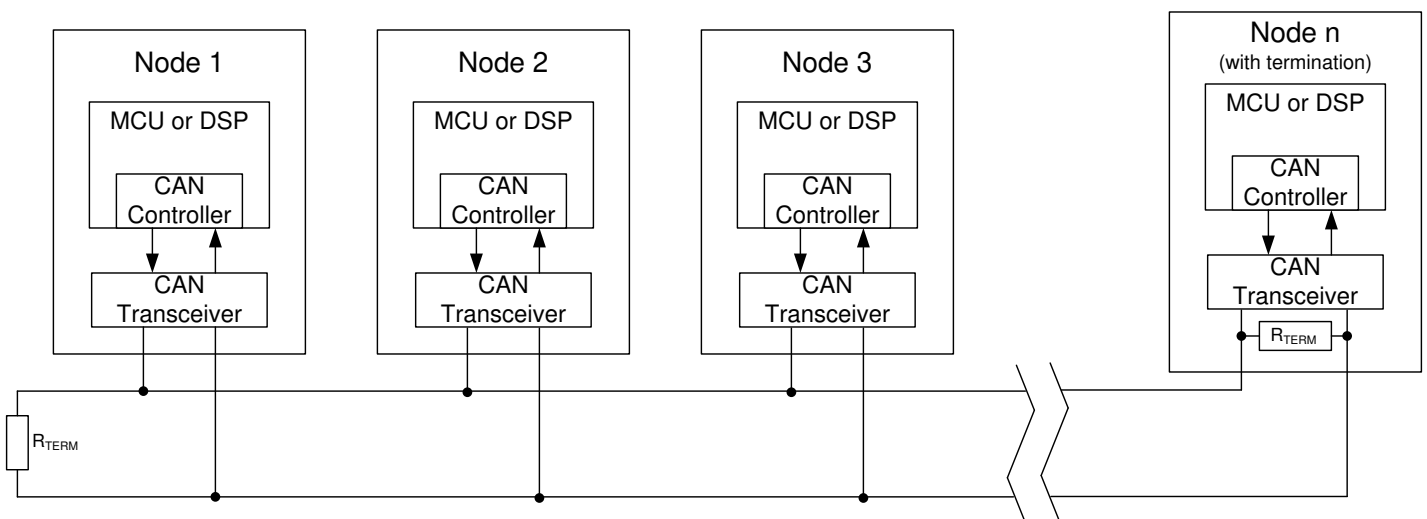 Node 1
MCU or DSP
CAN
Controller
CAN
Transceiver
Node 2
MCU or DSP
CAN
Controller
CAN
Transceiver
Node 3
MCU or DSP
CAN
Controller
CAN
Transceiver
Node n
(with termination)
MCU or DSP
CAN
Controller
CAN
Transceiver
RTERM
RTERM